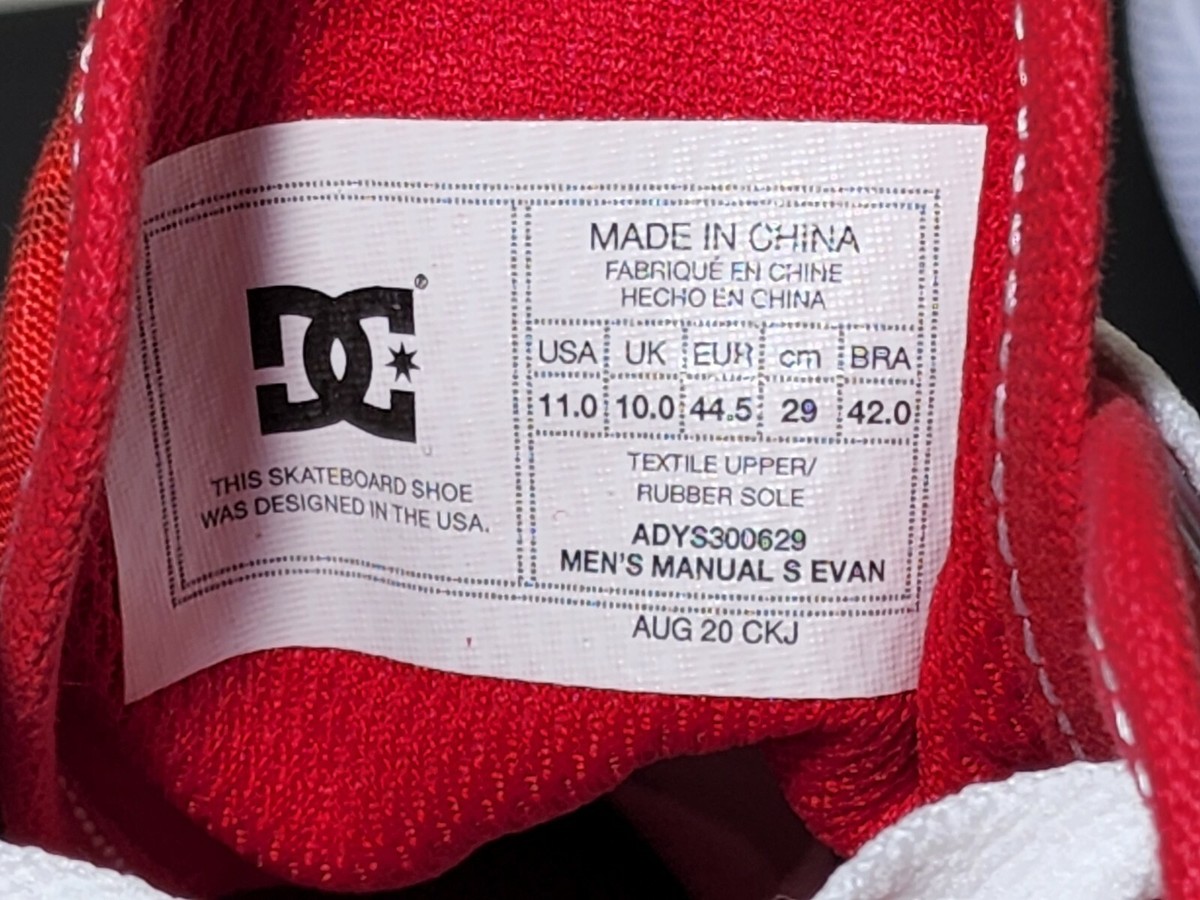 DC®
THIS SKATEBOARD SHOE
WAS DESIGNED IN THE USA.
MADE IN CHINA
FABRIQUÉ EN CHINE
HECHO EN CHINA
USA UK EUR cm BRA
11.0 10.0 44.5 29 42.0
TEXTILE UPPER/
RUBBER SOLE
ADYS300629
MEN'S MANUAL S EVAN
AUG 20 CKJ